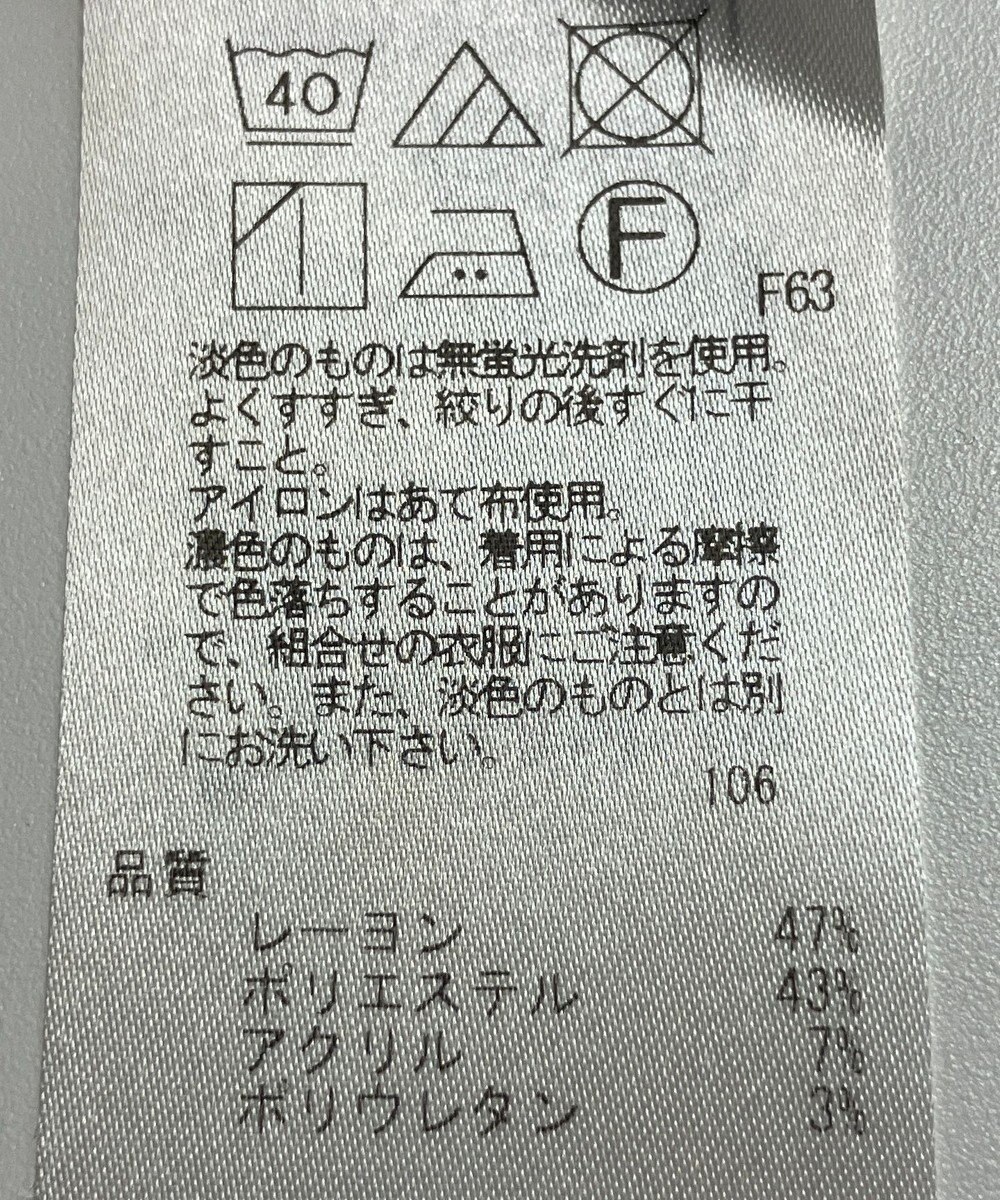 40
F
F63
淡色のものは無蛍光洗剤を使用。
よくすすぎ、絞りの後すぐに干
すこと。
アイロンはあて布使用。
濃色のものは、着用による摩擦
で色落ちすることがありますの
で、組合せの衣服にご注意くだ
さい。また、淡色のものとは別
にお洗い下さい。
106
品質
レーヨン 47%
ポリエステル 43%
アクリル 7%
ポリウレタン 3%